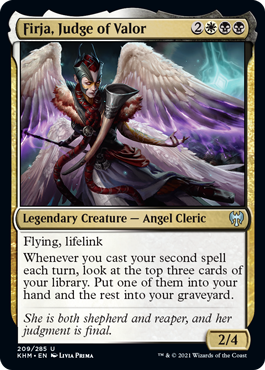 Firja, Judge of Valor 2
Legendary Creature — Angel Cleric
Flying, lifelink
Whenever you cast your second spell
each turn, look at the top three cards of
your library. Put one of them into your
hand and the rest into your graveyard.
She is both shepherd and reaper, and her
judgment is final.
2/4
209/285 U
KHM • EN LIVIA PRIMA
™ & © 2021 Wizards of the Coast